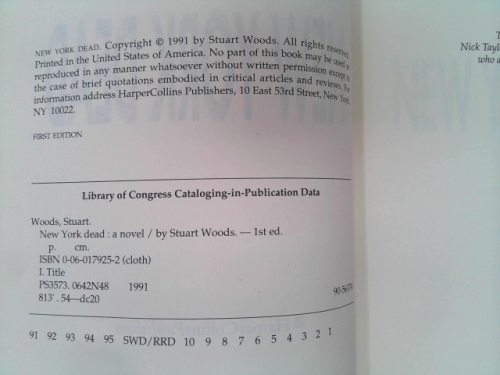 NEW YORK DEAD. Copyright © 1991 by Stuart Woods. All rights reserved.
Printed in the United States of America. No part of this book may be used or
reproduced in any manner whatsoever without written permission except in
the case of brief quotations embodied in critical articles and reviews. For
information address HarperCollins Publishers, 10 East 53rd Street, New York,
NY 10022.
FIRST EDITION
Library of Congress Cataloging-in-Publication Data
Woods, Stuart.
New York dead : a novel / by Stuart Woods. — 1st ed.
p. cm.
ISBN 0-06-017925-2 (cloth)
I. Title
PS3573.O642N48 1991
813'.54—dc20
91 92 93 94 95 SWD/RRD 10 9 8 7 6 5 4 3 2 1
Nick
who